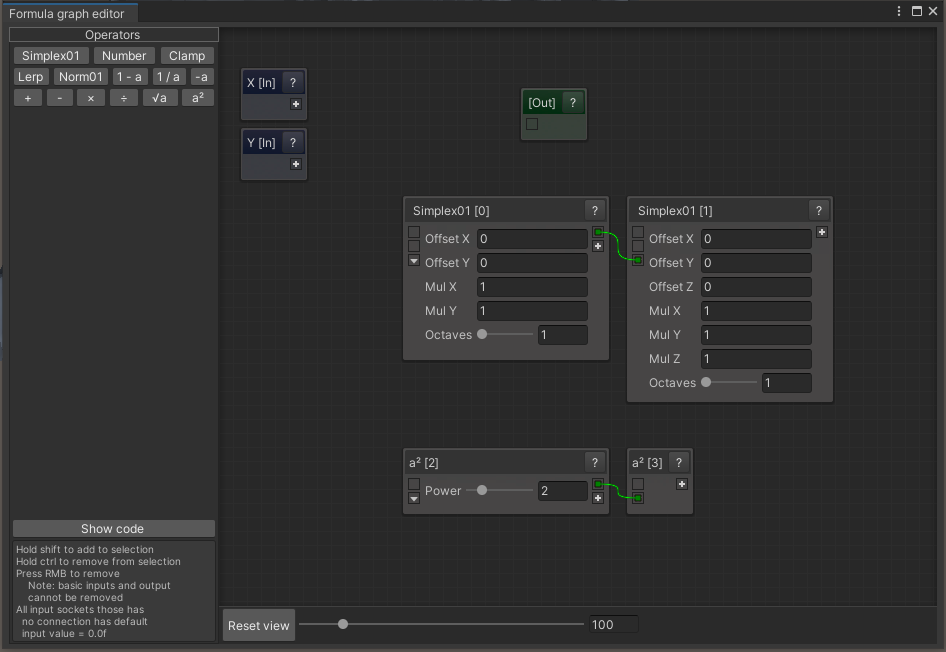 Formula graph editor
Operators
Simplex01 Number Clamp
Lerp Norm01 1 - a 1 / a -a
+ - × ÷ √a a²
X [In] ?
Y [In] ?
[Out] ?
Simplex01 [0] ?
Offset X 0
Offset Y 0
Mul X 1
Mul Y 1
Octaves 1
Simplex01 [1] ?
Offset X 0
Offset Y 0
Offset Z 0
Mul X 1
Mul Y 1
Mul Z 1
Octaves 1
a² [2] ?
Power 2
a² [3] ?
Show code
Hold shift to add to selection
Hold ctrl to remove from selection
Press RMB to remove
Note: basic inputs and output
cannot be removed
All input sockets those has
no connection has default
input value = 0.0f
Reset view 100